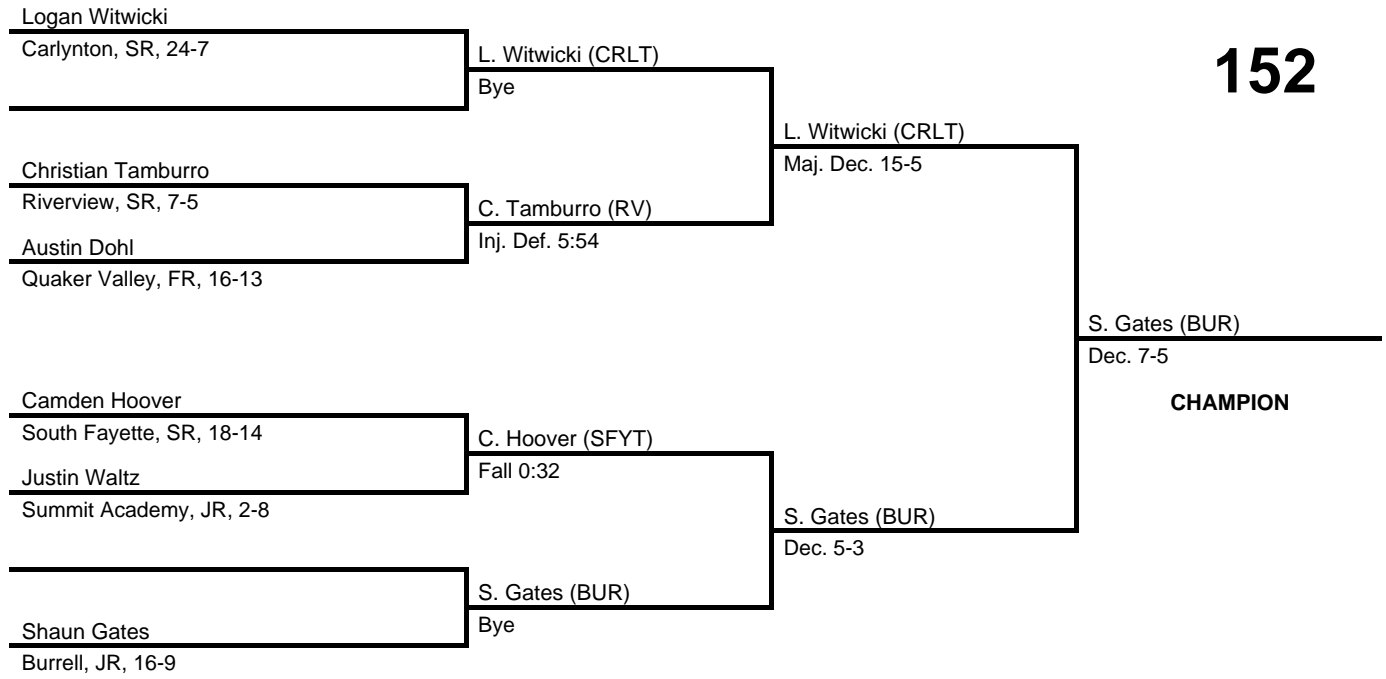 Logan Witwicki
Carlynton, SR, 24-7
L. Witwicki (CRLT)
Bye
152
L. Witwicki (CRLT)
Maj. Dec. 15-5
Christian Tamburro
Riverview, SR, 7-5
C. Tamburro (RV)
Inj. Def. 5:54
Austin Dohl
Quaker Valley, FR, 16-13
S. Gates (BUR)
Dec. 7-5
CHAMPION
Camden Hoover
South Fayette, SR, 18-14
C. Hoover (SFYT)
Fall 0:32
Justin Waltz
Summit Academy, JR, 2-8
S. Gates (BUR)
Dec. 5-3
S. Gates (BUR)
Bye
Shaun Gates
Burrell, JR, 16-9